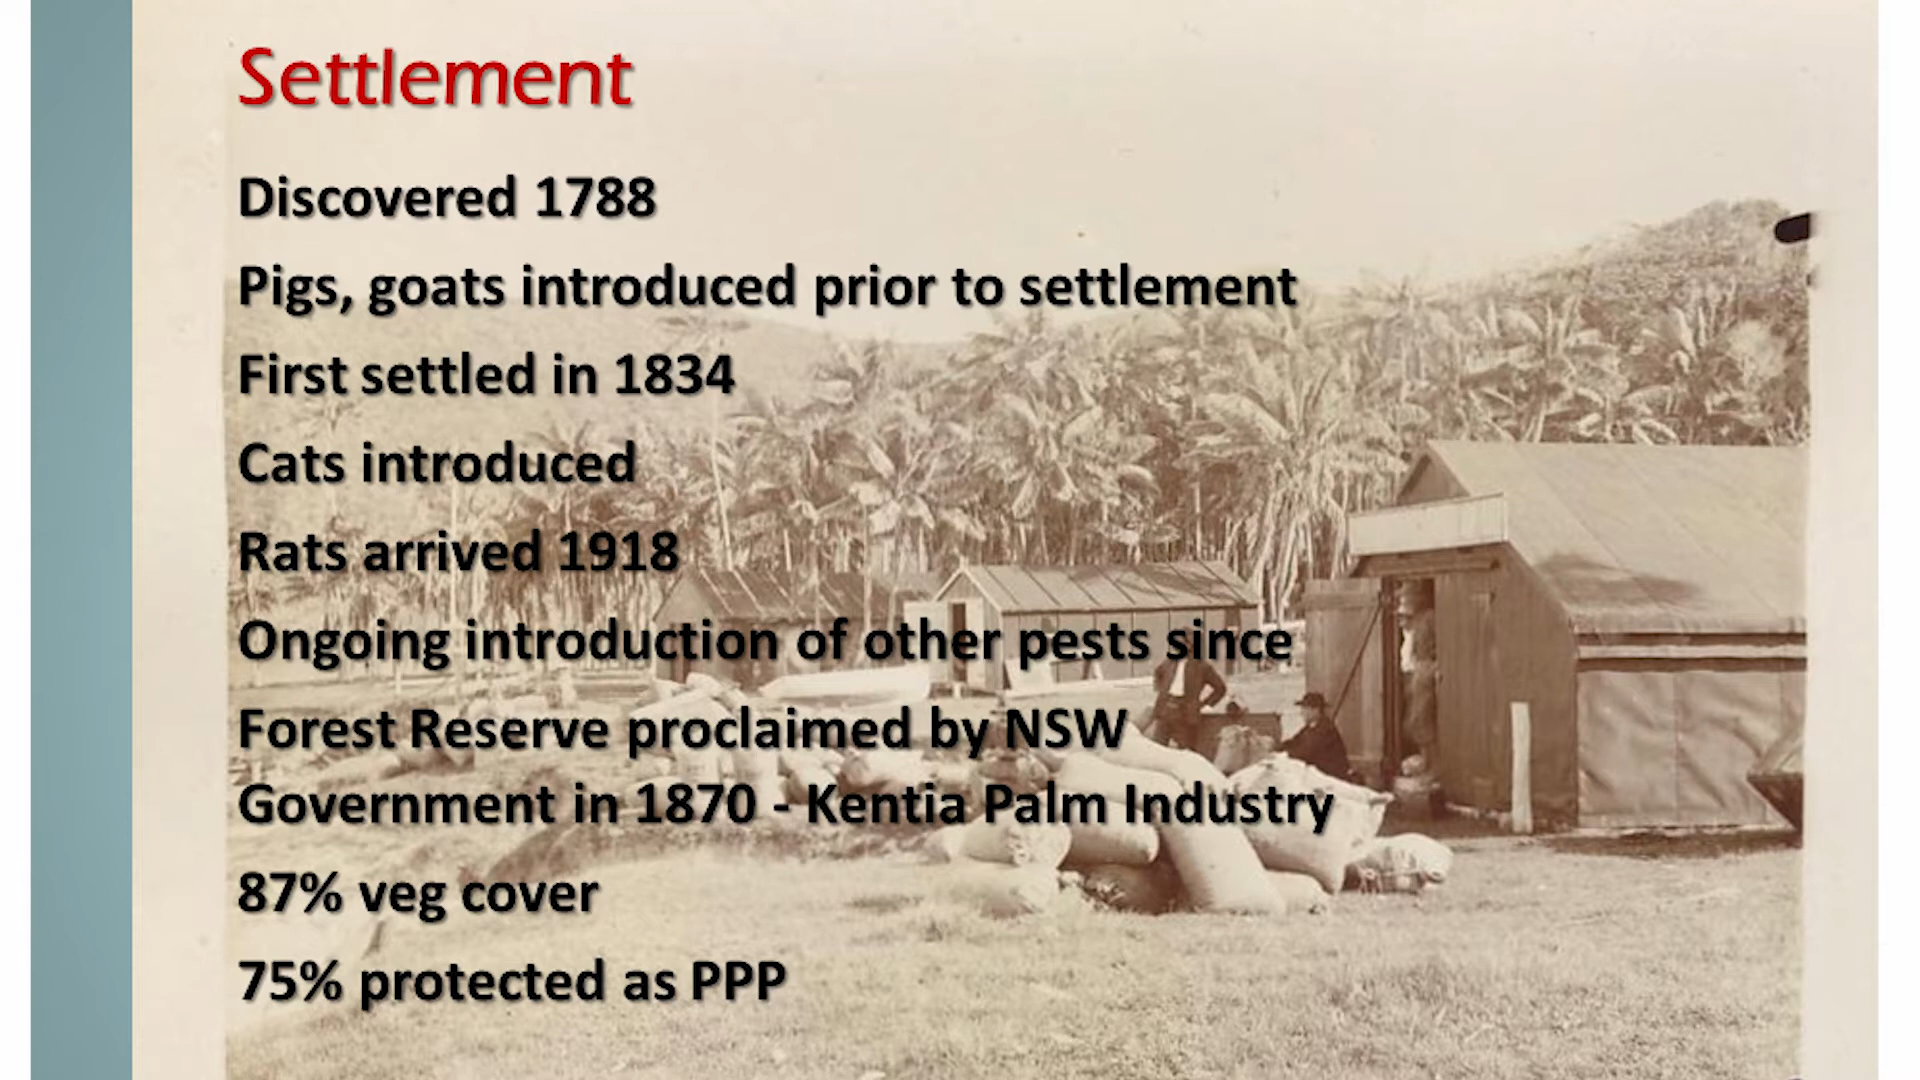 Settlement
Discovered 1788
Pigs, goats introduced prior to settlement
First settled in 1834
Cats introduced
Rats arrived 1918
Ongoing introduction of other pests since
Forest Reserve proclaimed by NSW
Government in 1870 - Kentia Palm Industry
87% veg cover
75% protected as PPP